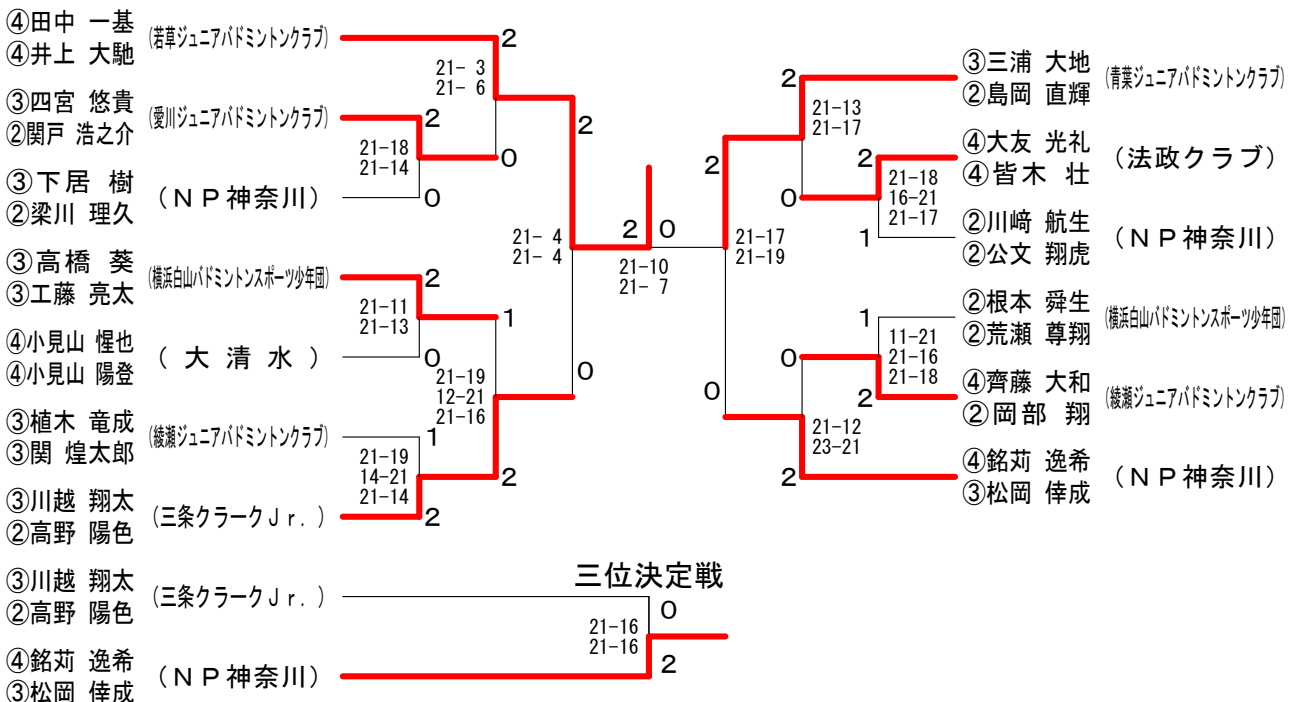 ④田中 一基
④井上 大馳
(若草ジュニアバドミントンクラブ)
2
21- 3
21- 6
③四宮 悠貴
②関戸 浩之介
(愛川ジュニアバドミントンクラブ)
2
0
21-18
21-14
③下居 樹
②梁川 理久
(ＮＰ神奈川)
0
2
21- 4
21- 4
③高橋 葵
③工藤 亮太
(横浜白山バドミントンスポーツ少年団)
2
21-11
21-13
1
④小見山 惺也
④小見山 陽登
(大清水)
0
21-19
12-21
21-16
0
③植木 竜成
③関 煌太郎
(綾瀬ジュニアバドミントンクラブ)
1
21-19
14-21
21-14
2
③川越 翔太
②高野 陽色
(三条クラークＪｒ.)
2
2 0
21-10
21- 7
2
③三浦 大地
②島岡 直輝
(青葉ジュニアバドミントンクラブ)
21-13
21-17
2
④大友 光礼
④皆木 壮
(法政クラブ)
2
0
21-18
16-21
21-17
②川﨑 航生
②公文 翔虎
(ＮＰ神奈川)
1
21-17
21-19
②根本 舜生
②荒瀬 尊翔
(横浜白山バドミントンスポーツ少年団)
1
0
11-21
21-16
21-18
④齊藤 大和
②岡部 翔
(綾瀬ジュニアバドミントンクラブ)
2
0
21-12
23-21
④銘苅 逸希
③松岡 倖成
(ＮＰ神奈川)
2
三位決定戦
③川越 翔太
②高野 陽色
(三条クラークＪｒ.)
0
21-16
21-16
④銘苅 逸希
③松岡 倖成
(ＮＰ神奈川)
2